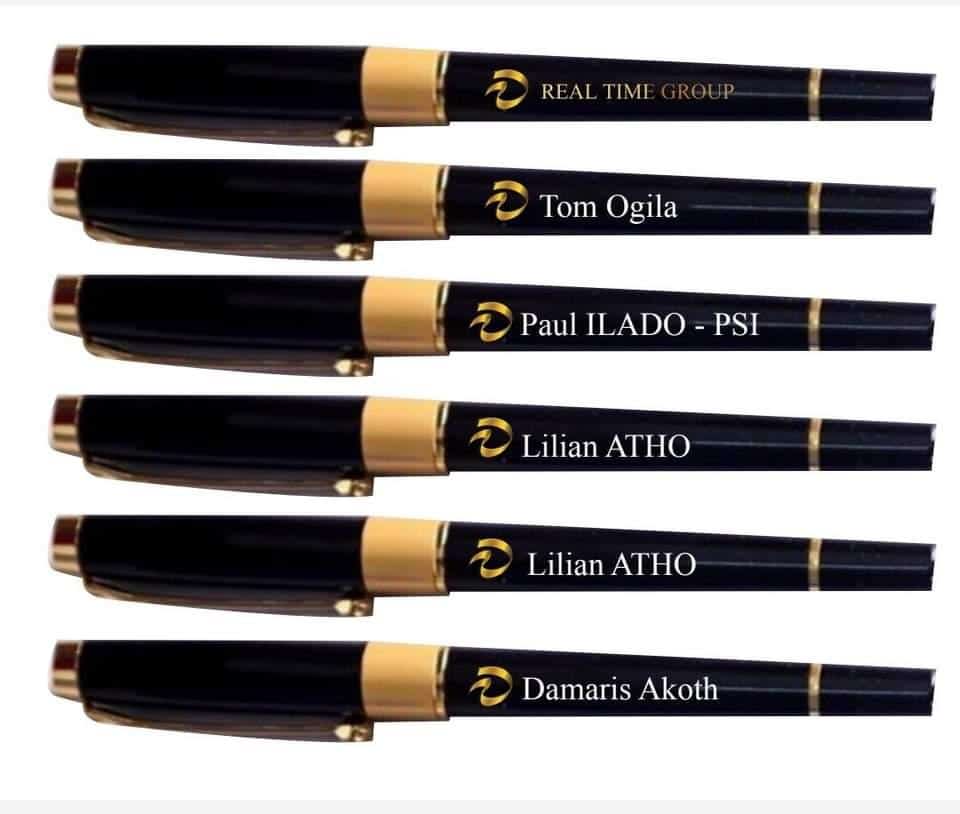 REAL TIME GROUP
Tom Ogila
Paul ILADO - PSI
Lilian ATHO
Lilian ATHO
Damaris Akoth